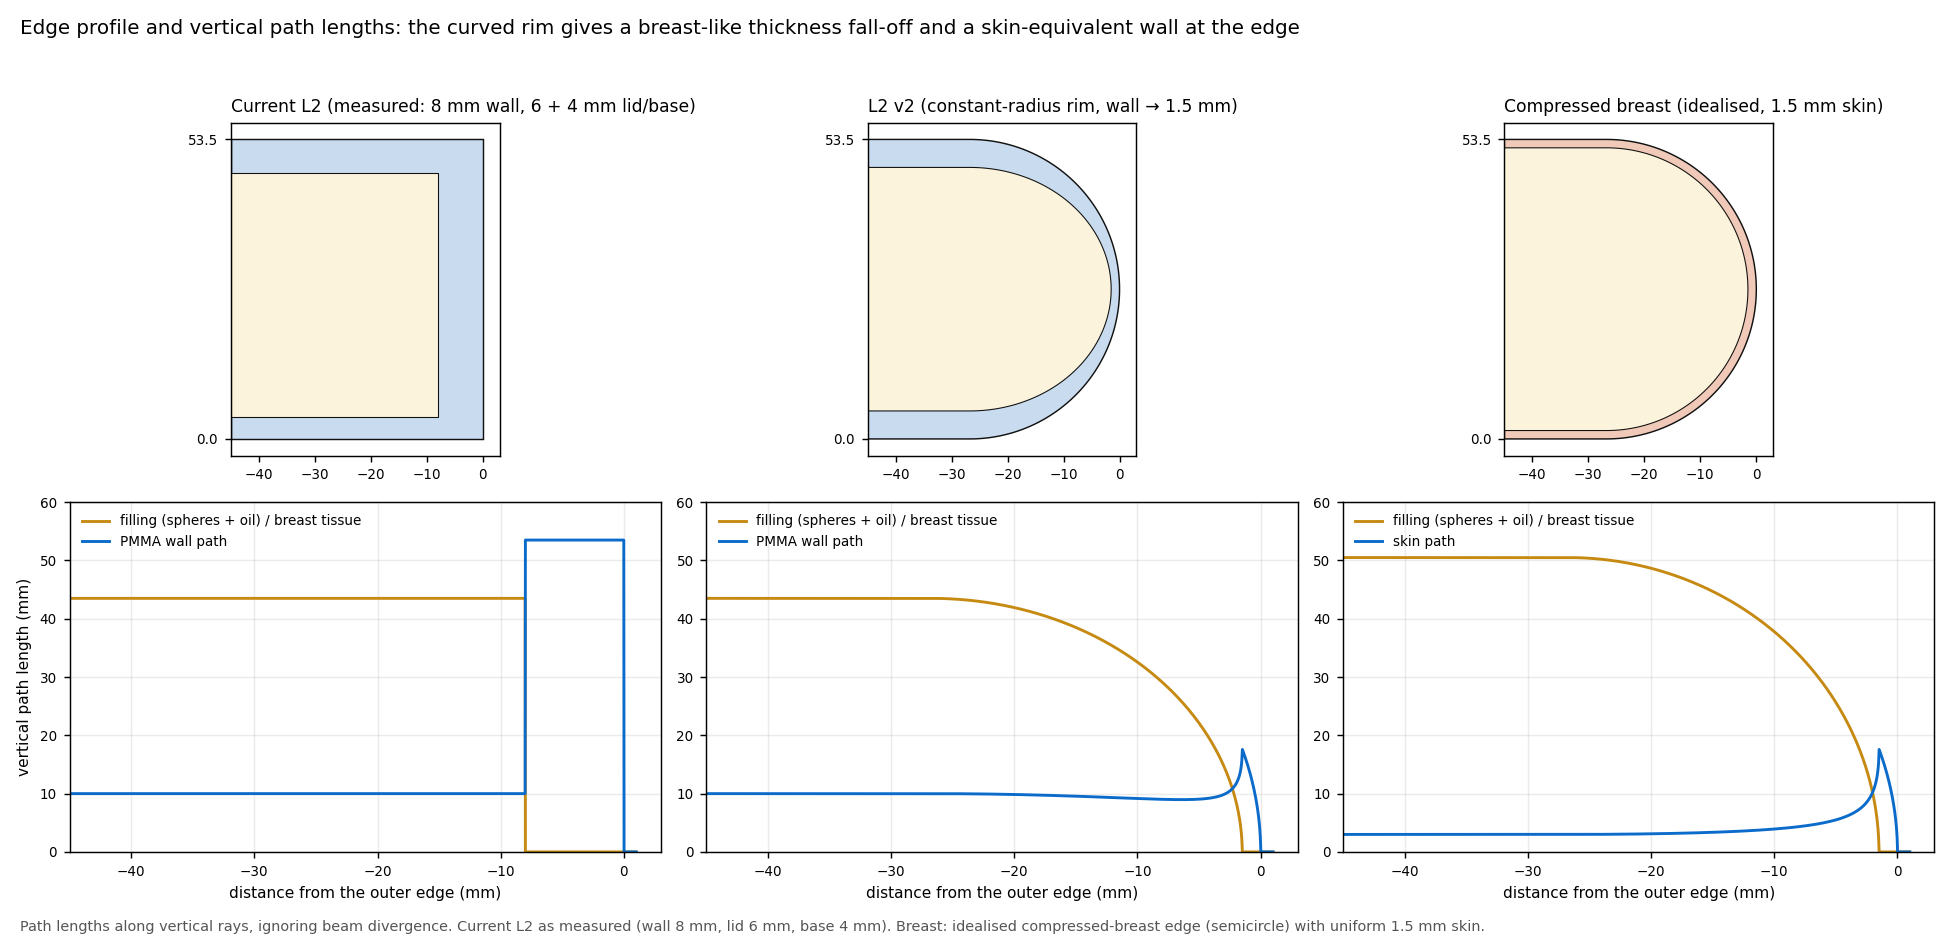 Edge profile and vertical path lengths: the curved rim gives a breast-like thickness fall-off and a skin-equivalent wall at the edge
Current L2 (measured: 8 mm wall, 6 + 4 mm lid/base)
53.5
0.0
−40 −30 −20 −10 0
L2 v2 (constant-radius rim, wall → 1.5 mm)
53.5
0.0
−40 −30 −20 −10 0
Compressed breast (idealised, 1.5 mm skin)
53.5
0.0
−40 −30 −20 −10 0
vertical path length (mm)
60
50
40
30
20
10
0
filling (spheres + oil) / breast tissue
PMMA wall path
−40 −30 −20 −10 0
distance from the outer edge (mm)
60
50
40
30
20
10
0
filling (spheres + oil) / breast tissue
PMMA wall path
−40 −30 −20 −10 0
distance from the outer edge (mm)
60
50
40
30
20
10
0
filling (spheres + oil) / breast tissue
skin path
−40 −30 −20 −10 0
distance from the outer edge (mm)
Path lengths along vertical rays, ignoring beam divergence. Current L2 as measured (wall 8 mm, lid 6 mm, base 4 mm). Breast: idealised compressed-breast edge (semicircle) with uniform 1.5 mm skin.